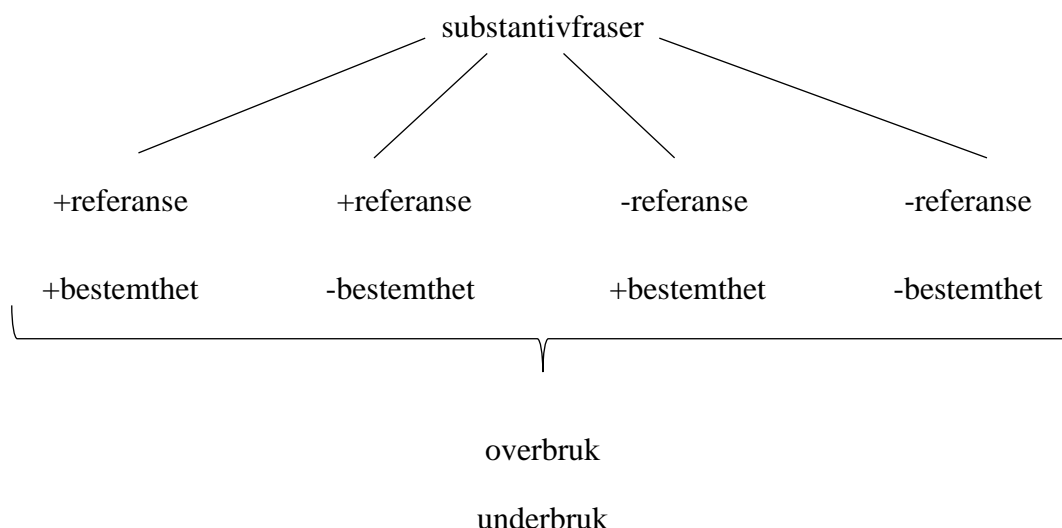 substantivfraser
+referanse +referanse -referanse -referanse
+bestemthet -bestemthet +bestemthet -bestemthet
overbruk
underbruk